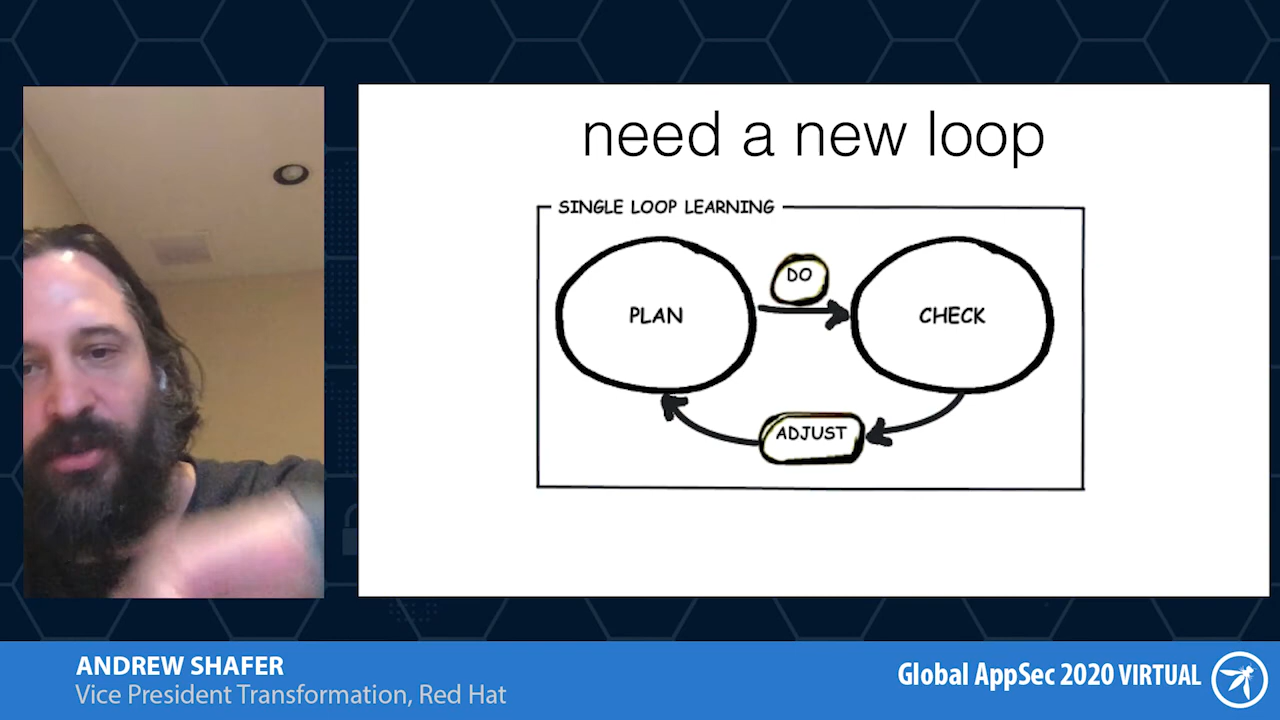 need a new loop
SINGLE LOOP LEARNING
PLAN
DO
CHECK
ADJUST
ANDREW SHAFER
Vice President Transformation, Red Hat
Global AppSec 2020 VIRTUAL